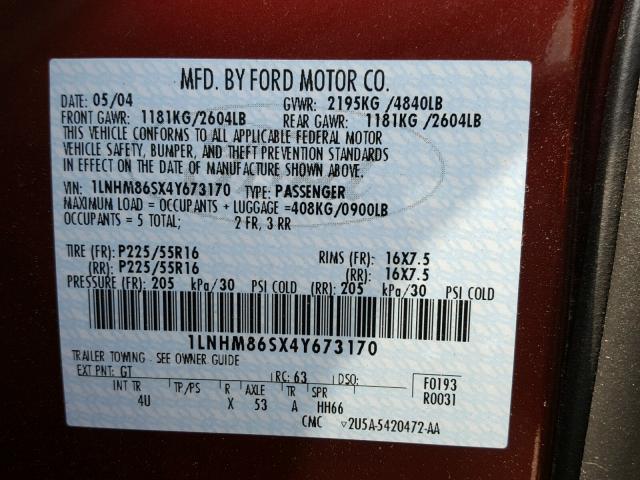 MFD. BY FORD MOTOR CO.
DATE: 05/04 GVWR: 2195KG /4840LB
FRONT GAWR: 1181KG/2604LB REAR GAWR: 1181KG /2604LB
THIS VEHICLE CONFORMS TO ALL APPLICABLE FEDERAL MOTOR
VEHICLE SAFETY, BUMPER, AND THEFT PREVENTION STANDARDS
IN EFFECT ON THE DATE OF MANUFACTURE SHOWN ABOVE.
VIN: 1LNHM86SX4Y673170 TYPE: PASSENGER
MAXIMUM LOAD = OCCUPANTS + LUGGAGE =408KG/0900LB
OCCUPANTS = 5 TOTAL; 2 FR, 3 RR
TIRE (FR): P225/55R16 RIMS (FR): 16X7.5
(RR): P225/55R16 (RR): 16X7.5
PRESSURE (FR): 205 kPa/30 PSI COLD (RR): 205 kPa/30 PSI COLD
1LNHM86SX4Y673170
TRAILER TOWING - SEE OWNER GUIDE
EXT PNT: GT RC: 63 DSO: F0193
INT TR TP/PS R AXLE TR SPR R0031
4U X 53 A HH66
CMC ▽2U5A-5420472-AA